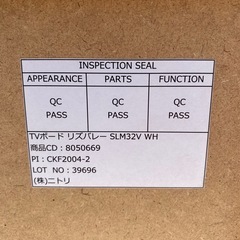 INSPECTION SEAL
APPEARANCE PARTS FUNCTION
QC QC QC
PASS PASS PASS
TVボード リズバレー SLM32V WH
商品CD : 8050669
PI : CKF2004-2
LOT NO : 39696
(株)ニトリ